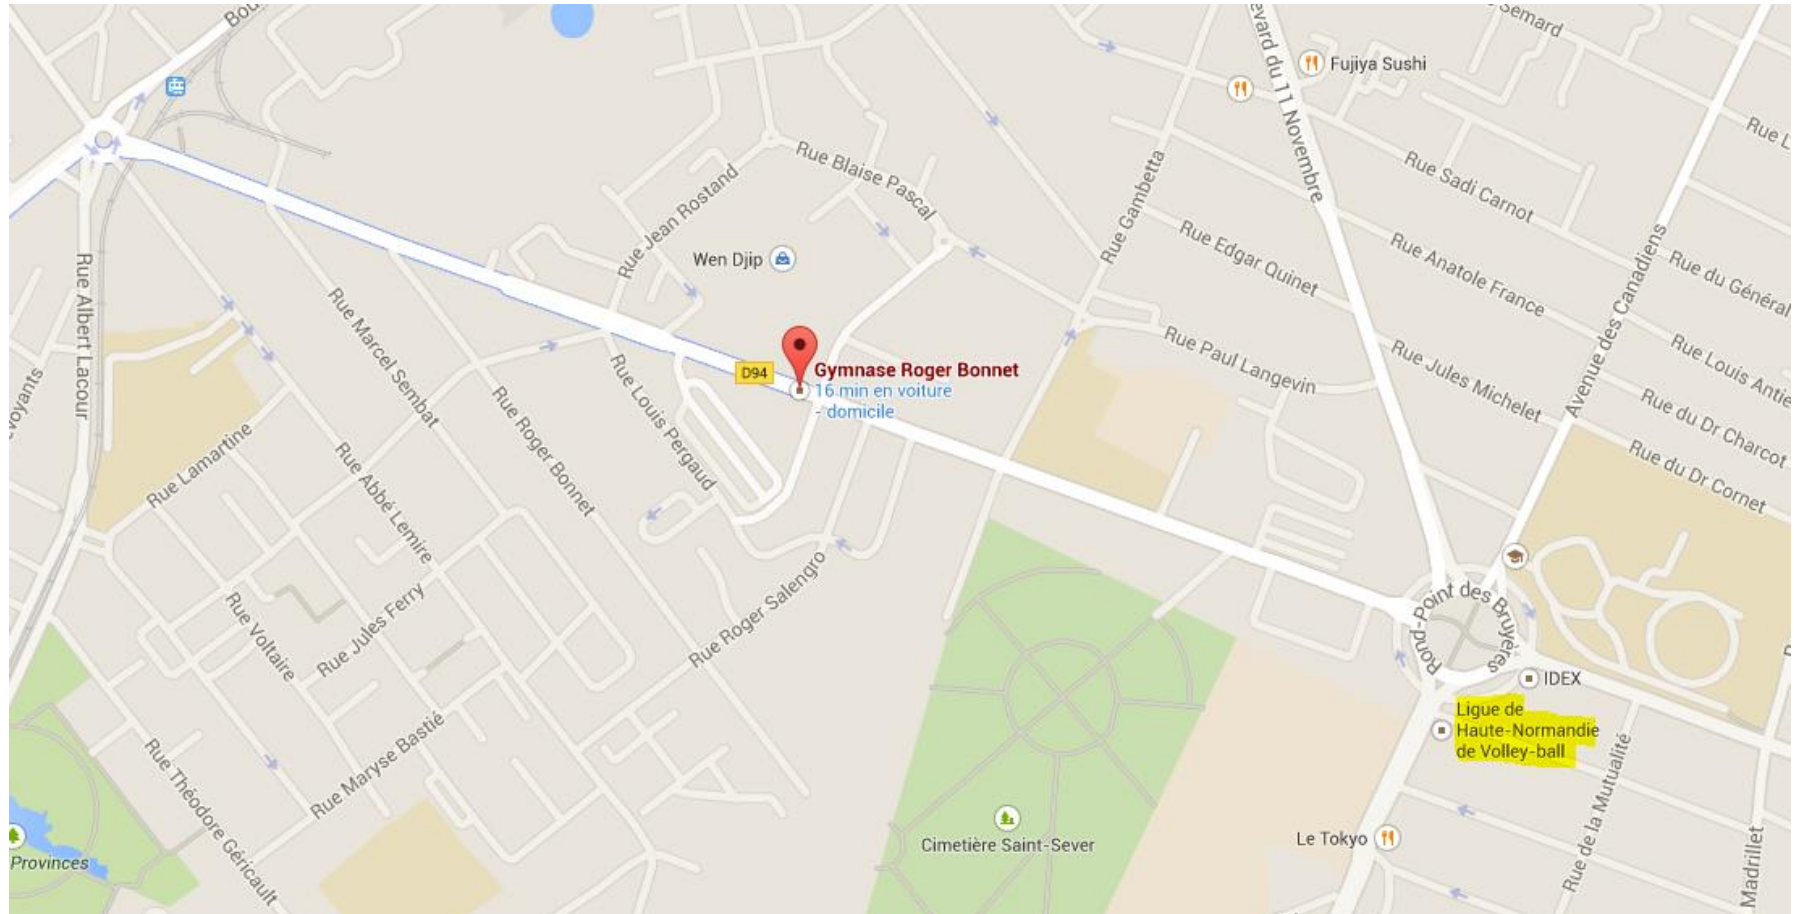 Semard
Fujiya Sushi
Boulevard du 11 Novembre
Rue Blaise Pascal
Rue Jean Rostand
Rue Gambetta
Rue Sadi Carnot
Rue Edgar Quinet
Rue Anatole France
Rue du Général
Avenue des Canadiens
Wen Djip
Rue Albert Lacour
Rue Marcel Sembat
Rue Paul Langevin
Rue Jules Michelet
Rue Louis Antie
D94
Gymnase Roger Bonnet
16 min en voiture
- domicile
Rue Louis Pergaud
Rue Roger Bonnet
Rue du Dr Charcot
Rue du Dr Cornet
voyants
Rue Lamartine
Rue Abbé Lemire
Rue Voltaire
Rue Jules Ferry
Rue Roger Salengro
Rond-Point des Bruyères
IDEX
Ligue de
Haute-Normandie
de Volley-ball
Rue Maryse Bastié
Rue Théodore Géricault
Cimetière Saint-Sever
Le Tokyo
Rue de la Mutualité
Madrillet
Provinces